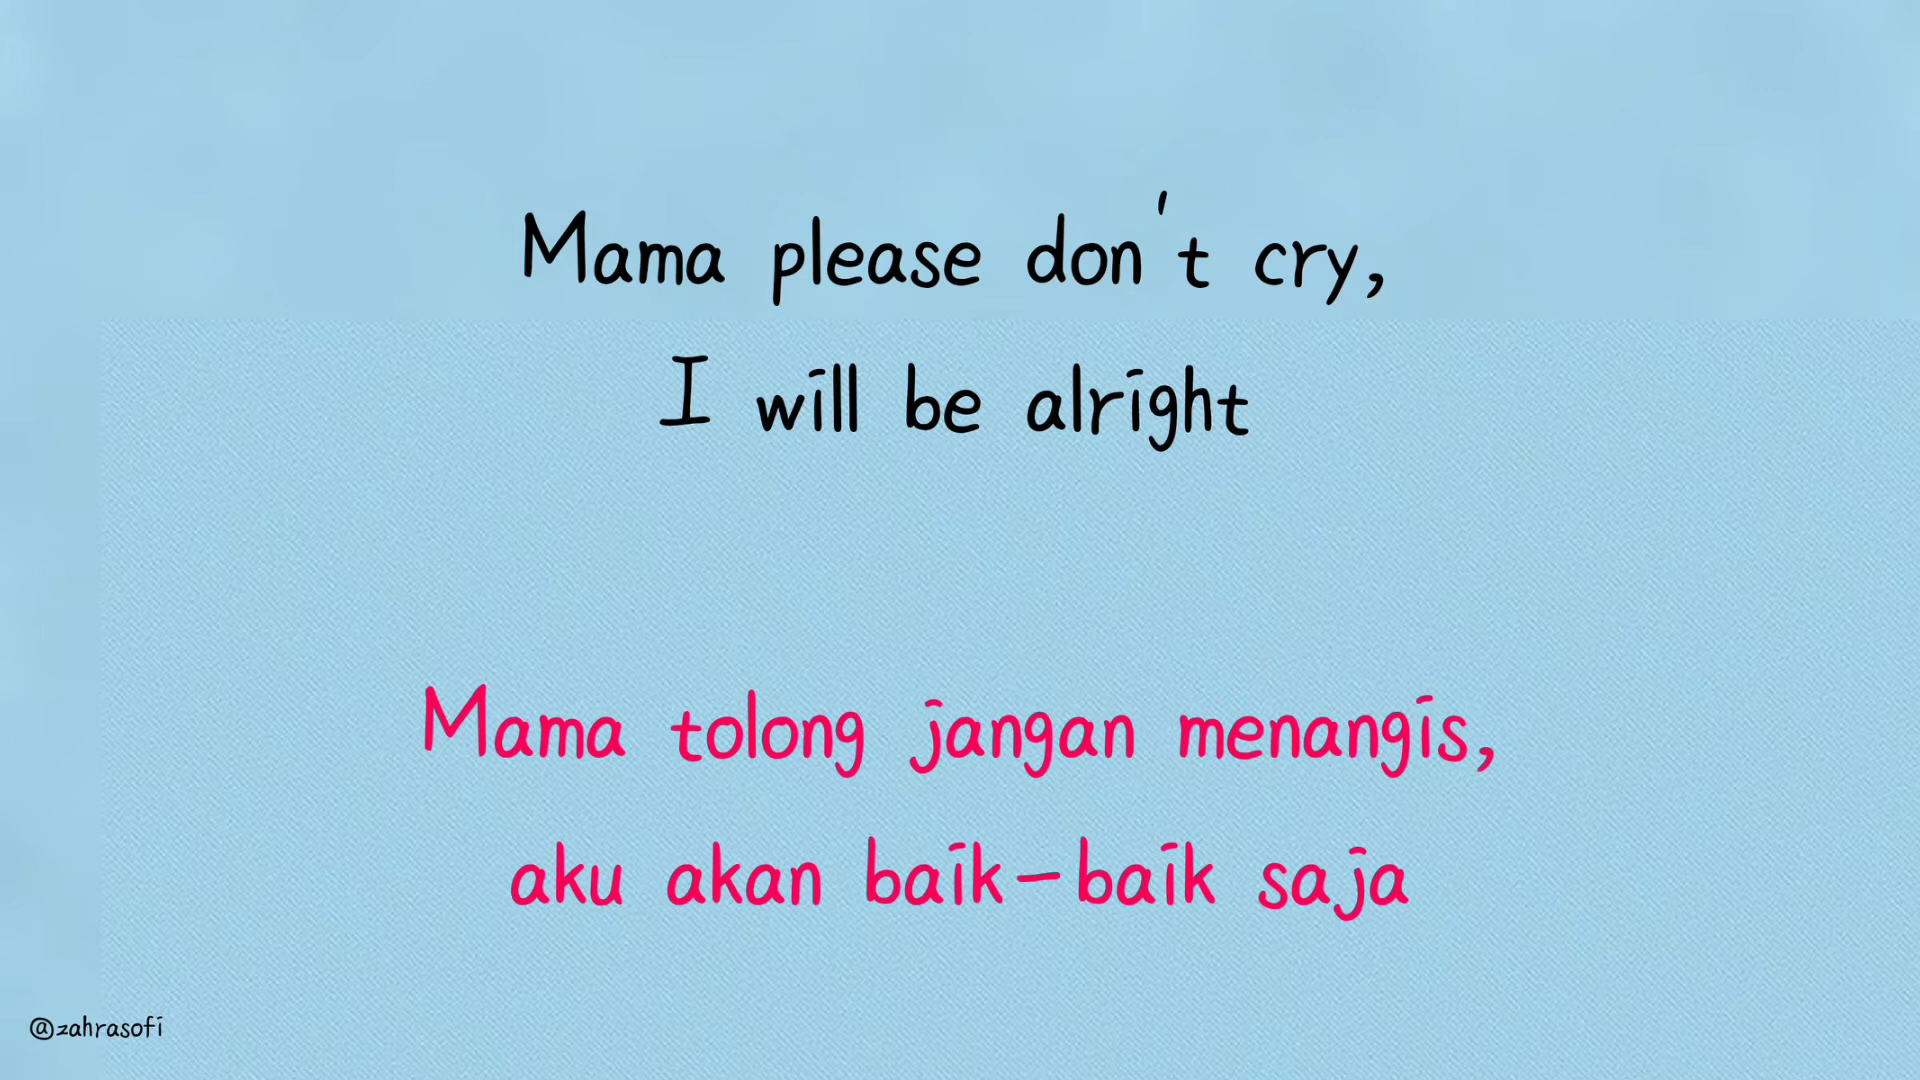 Mama please don't cry,
I will be alright
Mama tolong jangan menangis,
aku akan baik-baik saja
@zahrasofi